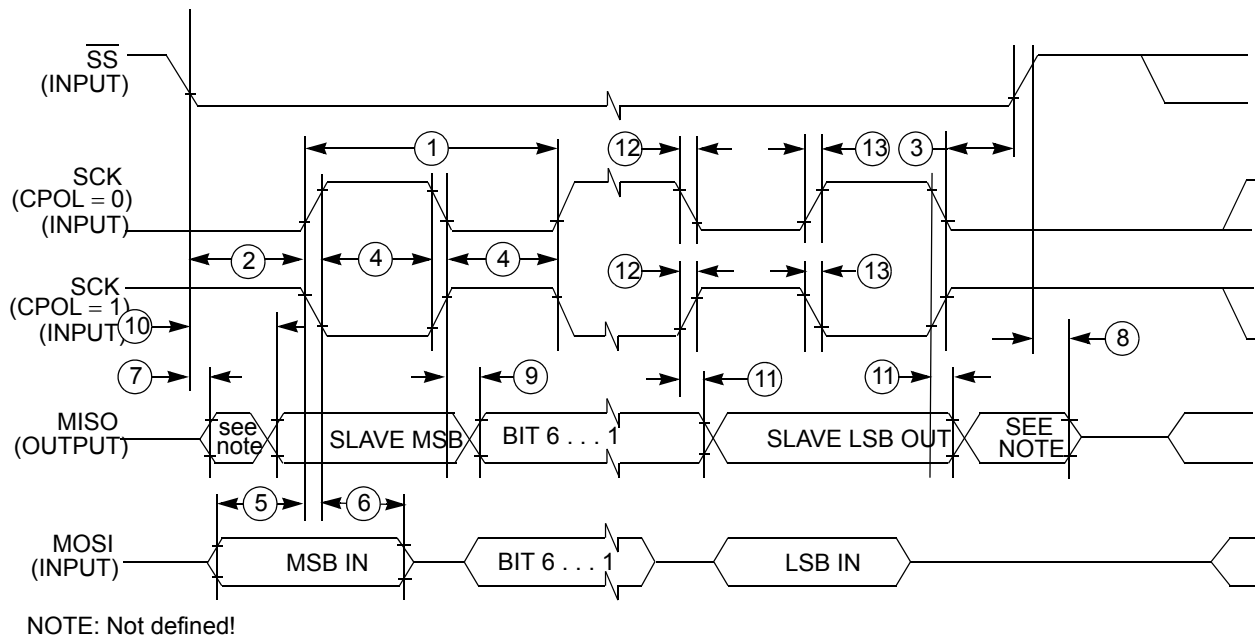 SS
(INPUT)
1
12
13
3
SCK
(CPOL = 0)
(INPUT)
2
4
4
12
13
SCK
(CPOL = 1)
(INPUT)
10
8
7
9
11
11
MISO
(OUTPUT)
see
note
SLAVE MSB
BIT 6 . . . 1
SLAVE LSB OUT
SEE
NOTE
5
6
MOSI
(INPUT)
MSB IN
BIT 6 . . . 1
LSB IN
NOTE: Not defined!